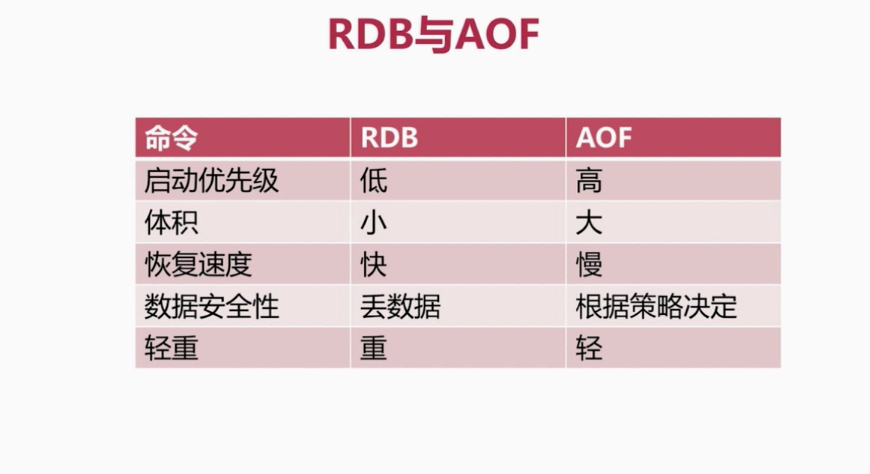 RDB与AOF
命令 RDB AOF
启动优先级 低 高
体积 小 大
恢复速度 快 慢
数据安全性 丢数据 根据策略决定
轻重 重 轻